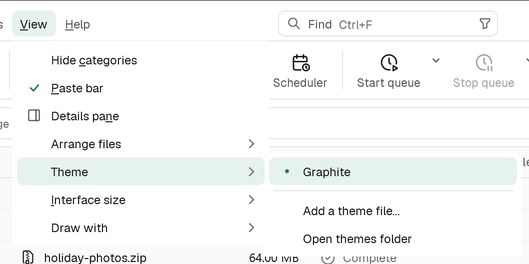 View Help
Find Ctrl+F
Hide categories
Paste bar
Details pane
Arrange files
Theme
Interface size
Draw with
Scheduler
Start queue
Stop queue
Graphite
Add a theme file...
Open themes folder
holiday-photos.zip 64.00 MB Complete